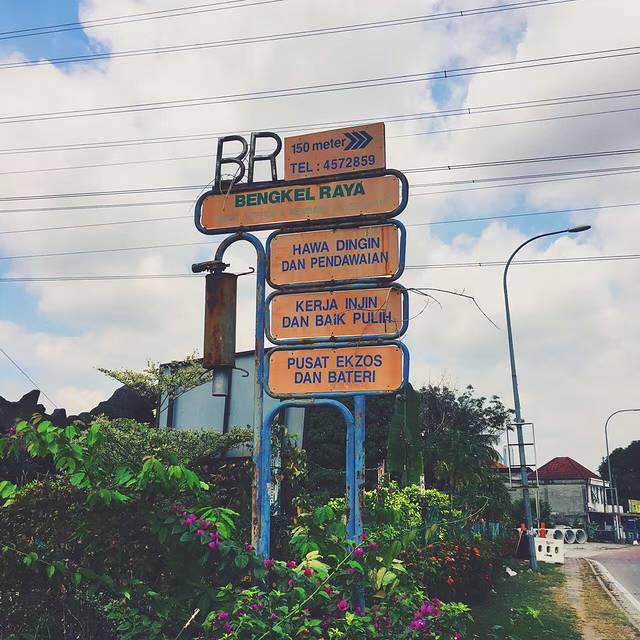 BR
150 meter
TEL : 4572859
BENGKEL RAYA
HAWA DINGIN
DAN PENDAWAIAN
KERJA INJIN
DAN BAiK PULIH
PUSAT EKZOS
DAN BATERI